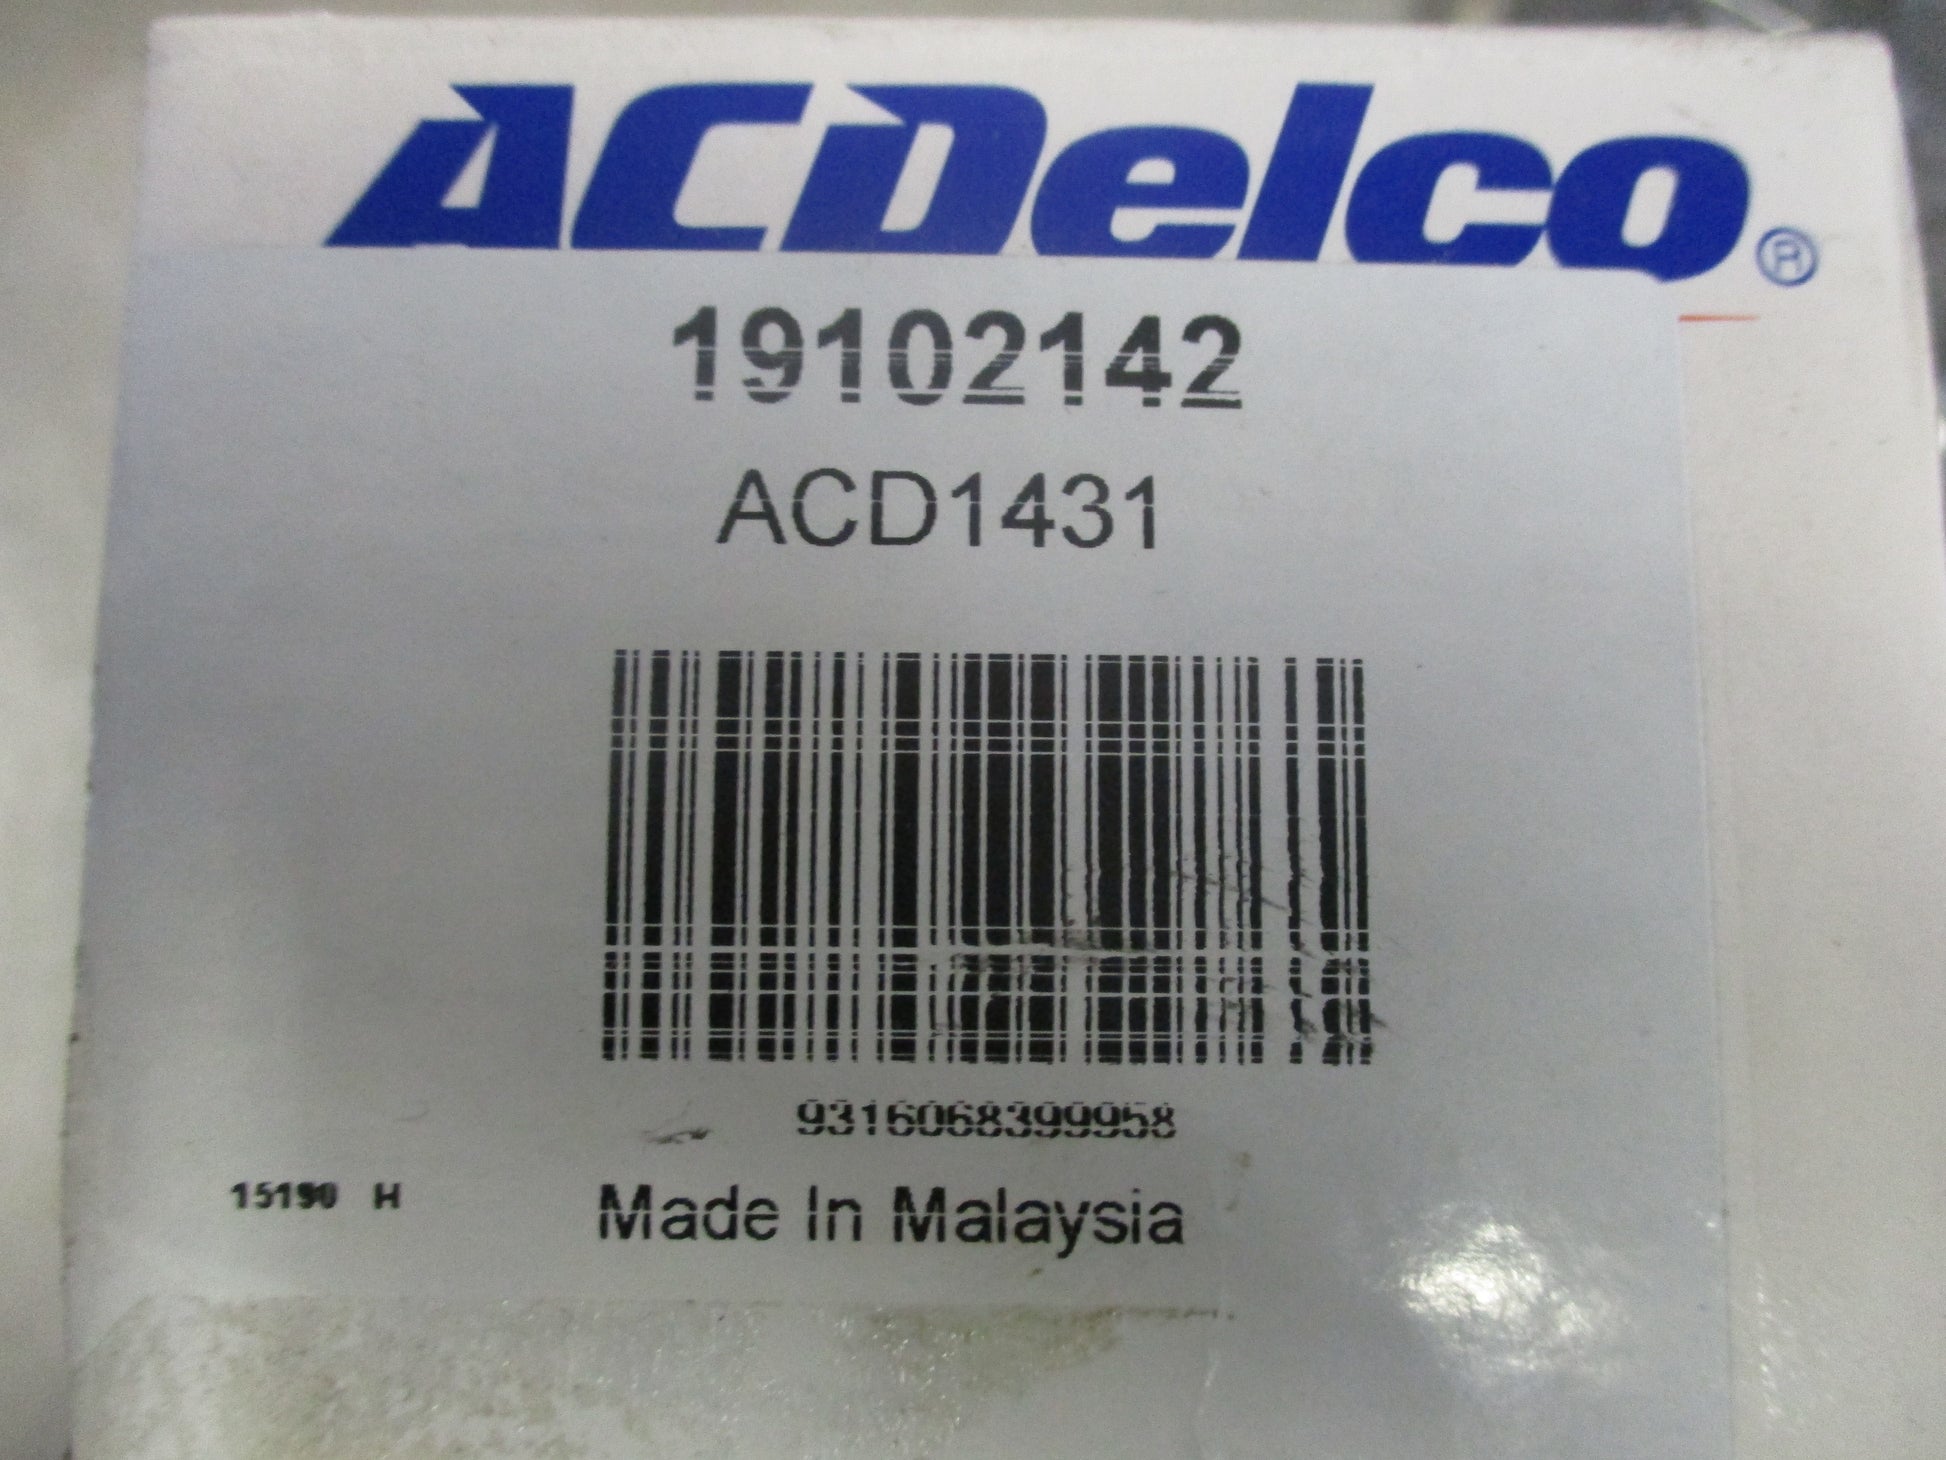 ACDelco®
19102142
ACD1431
9316068399958
15190 H
Made In Malaysia